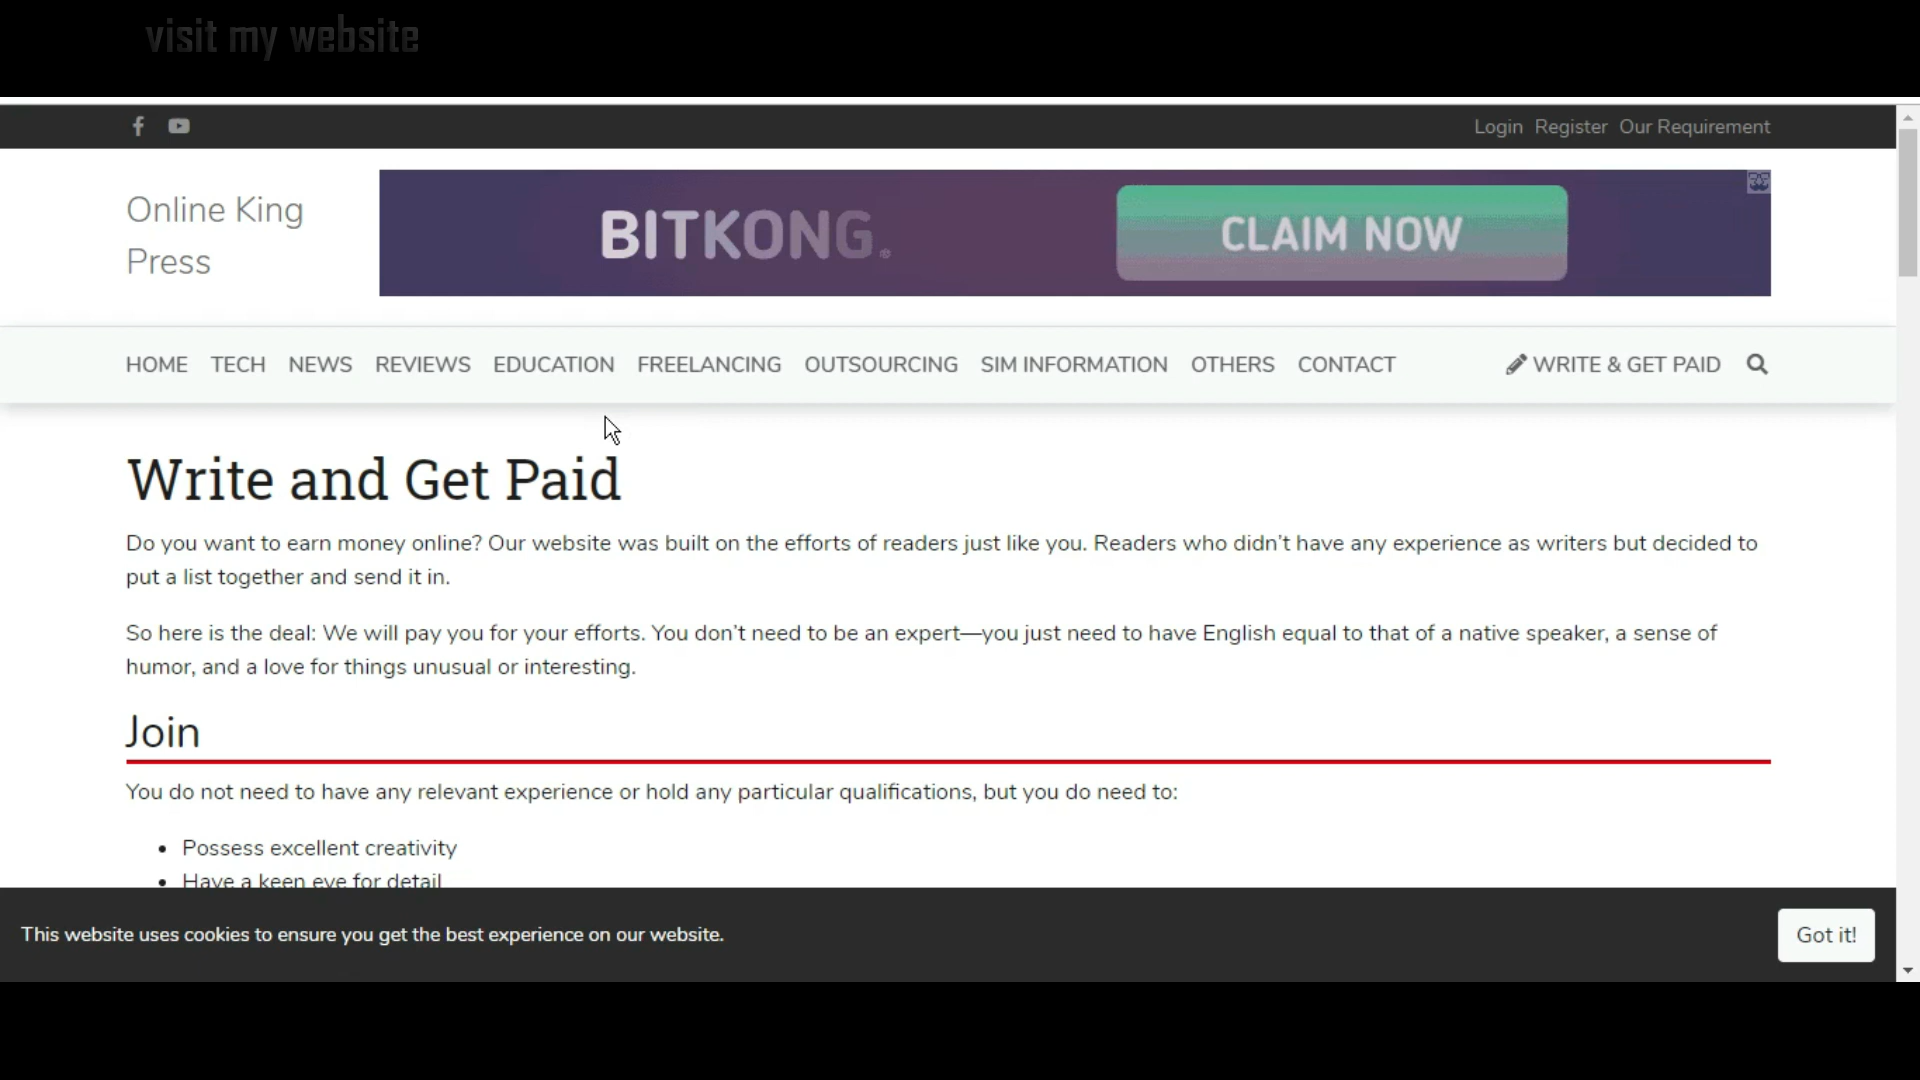 visit my website
Login Register Our Requirement
Online King
Press
BITKONG
CLAIM NOW
HOME TECH NEWS REVIEWS EDUCATION FREELANCING OUTSOURCING SIM INFORMATION OTHERS CONTACT WRITE & GET PAID
Write and Get Paid
Do you want to earn money online? Our website was built on the efforts of readers just like you. Readers who didn't have any experience as writers but decided to
put a list together and send it in.
So here is the deal: We will pay you for your efforts. You don't need to be an expert—you just need to have English equal to that of a native speaker, a sense of
humor, and a love for things unusual or interesting.
Join
You do not need to have any relevant experience or hold any particular qualifications, but you do need to:
• Possess excellent creativity
• Have a keen eye for detail
This website uses cookies to ensure you get the best experience on our website.
Got it!